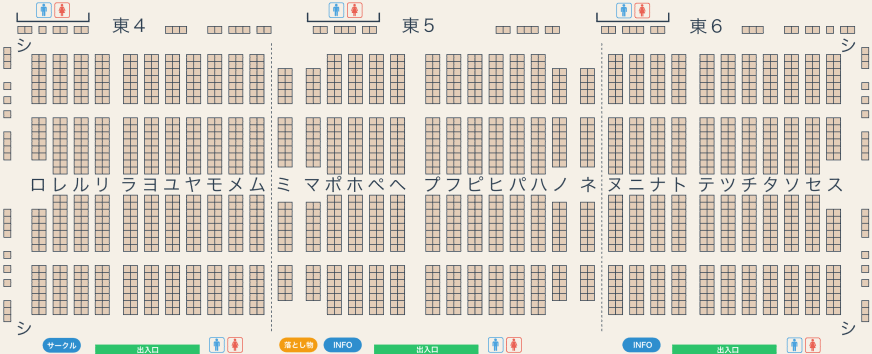 東4 東5 東6
シ シ
ロ レ ル リ ラ ヨ ユ ヤ モ メ ム ミ マ ポ ホ ペ ヘ プ フ ピ ヒ パ ハ ノ ネ ヌ ニ ナ ト テ ツ チ タ ソ セ ス
シ シ
サークル 落とし物 INFO INFO
出入口 出入口 出入口